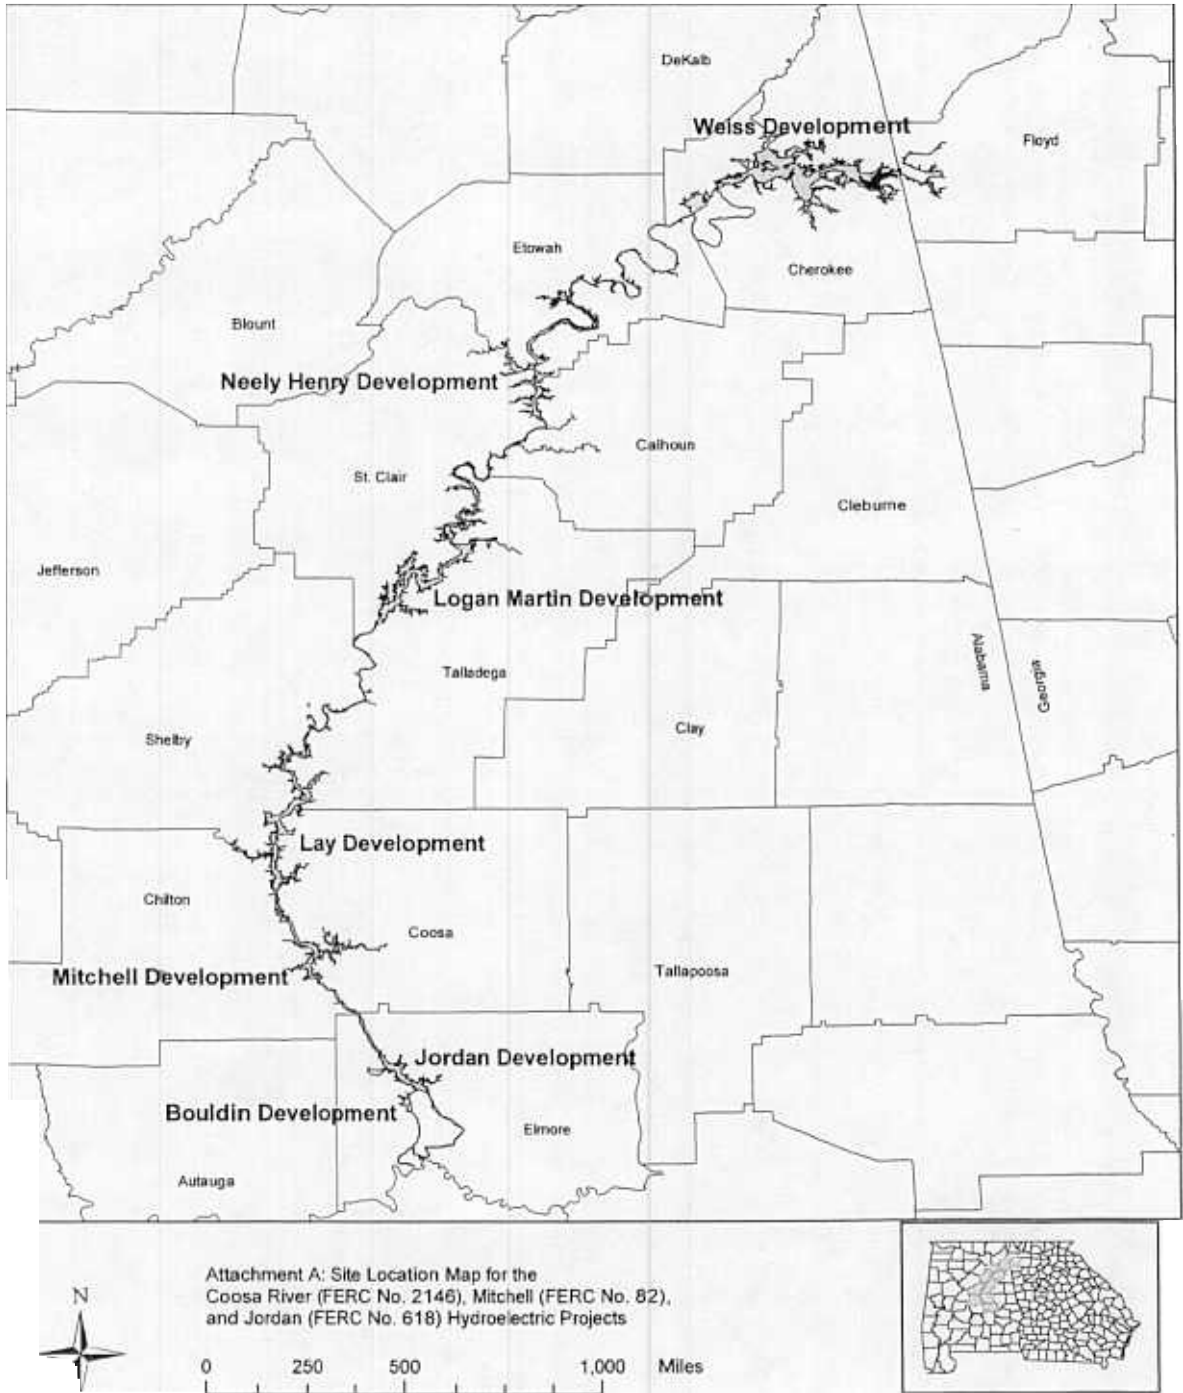 DeKalb
Weiss Development
Floyd
Etowah
Cherokee
Blount
Neely Henry Development
Calhoun
St. Clair
Cleburne
Jefferson
Logan Martin Development
Alabama
Georgia
Talladega
Clay
Shelby
Lay Development
Chilton
Coosa
Tallapoosa
Mitchell Development
Jordan Development
Bouldin Development
Elmore
Autauga
Attachment A: Site Location Map for the
Coosa River (FERC No. 2146), Mitchell (FERC No. 82),
and Jordan (FERC No. 618) Hydroelectric Projects
N
0 250 500 1,000 Miles